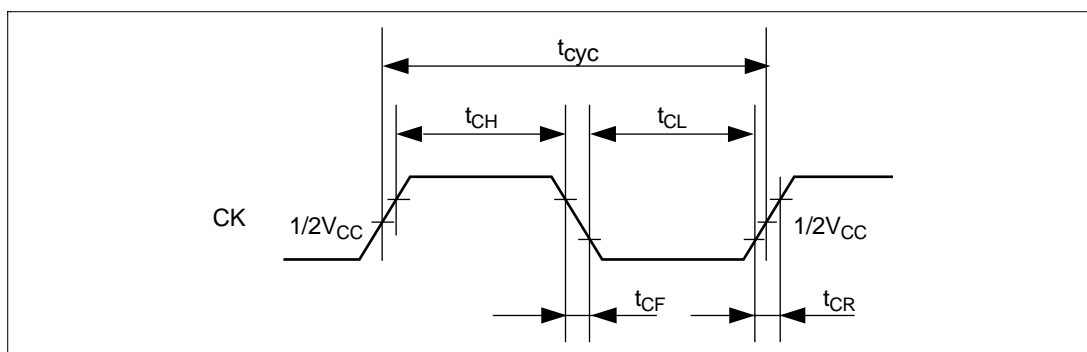 tcyc
tCH
tCL
CK
1/2VCC
1/2VCC
tCF
tCR